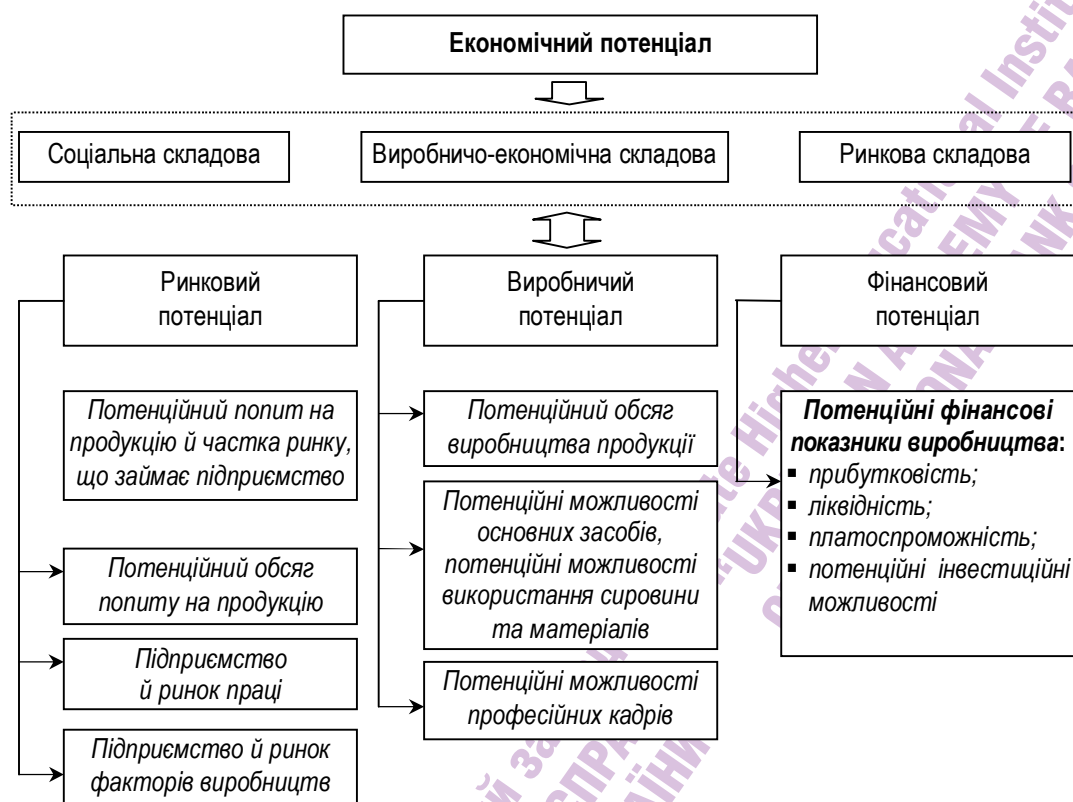 Економічний потенціал
Соціальна складова
Виробничо-економічна складова
Ринкова складова
Ринковий
потенціал
Виробничий
потенціал
Фінансовий
потенціал
Потенційний попит на
продукцію й частка ринку,
що займає підприємство
Потенційний обсяг
попиту на продукцію
Підприємство
й ринок праці
Підприємство й ринок
факторів виробництв
Потенційний обсяг
виробництва продукції
Потенційні можливості
основних засобів,
потенційні можливості
використання сировини
та матеріалів
Потенційні можливості
професійних кадрів
Потенційні фінансові
показники виробництва:
▪ прибутковість;
▪ ліквідність;
▪ платоспроможність;
▪ потенційні інвестиційні
можливості